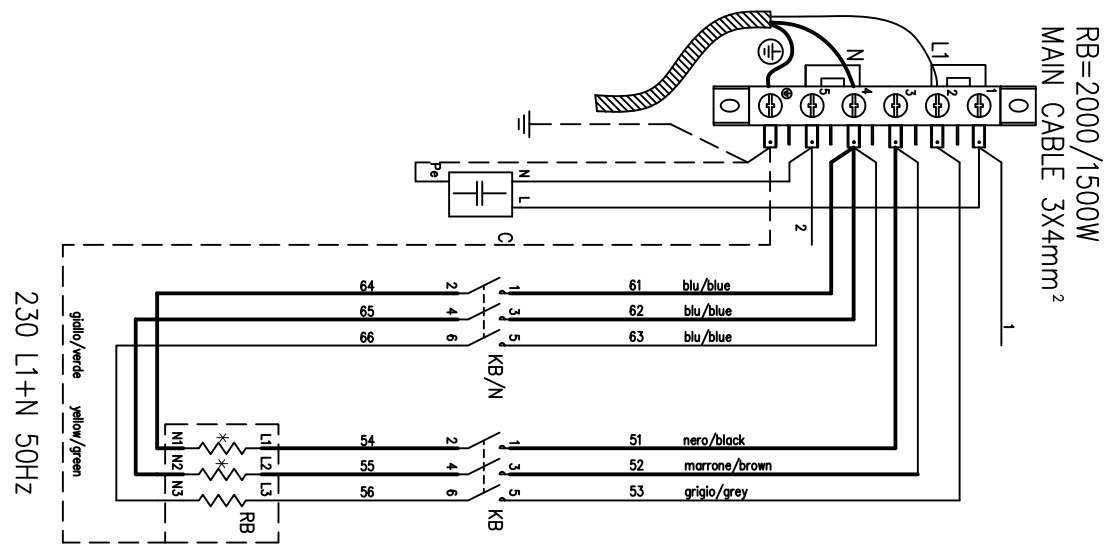 RB=2000/1500W
MAIN CABLE 3X4mm²
N
L1
5
4
3
2
1
Pe
N
L
C
2
1
64
2
1
61
blu/blue
65
4
3
62
blu/blue
66
6
5
63
blu/blue
KB/N
giallo/verde
yellow/green
230 L1+N 50Hz
N1
L1
54
2
1
51
nero/black
N2
L2
55
4
3
52
marrone/brown
N3
L3
56
6
5
53
grigio/grey
RB
KB